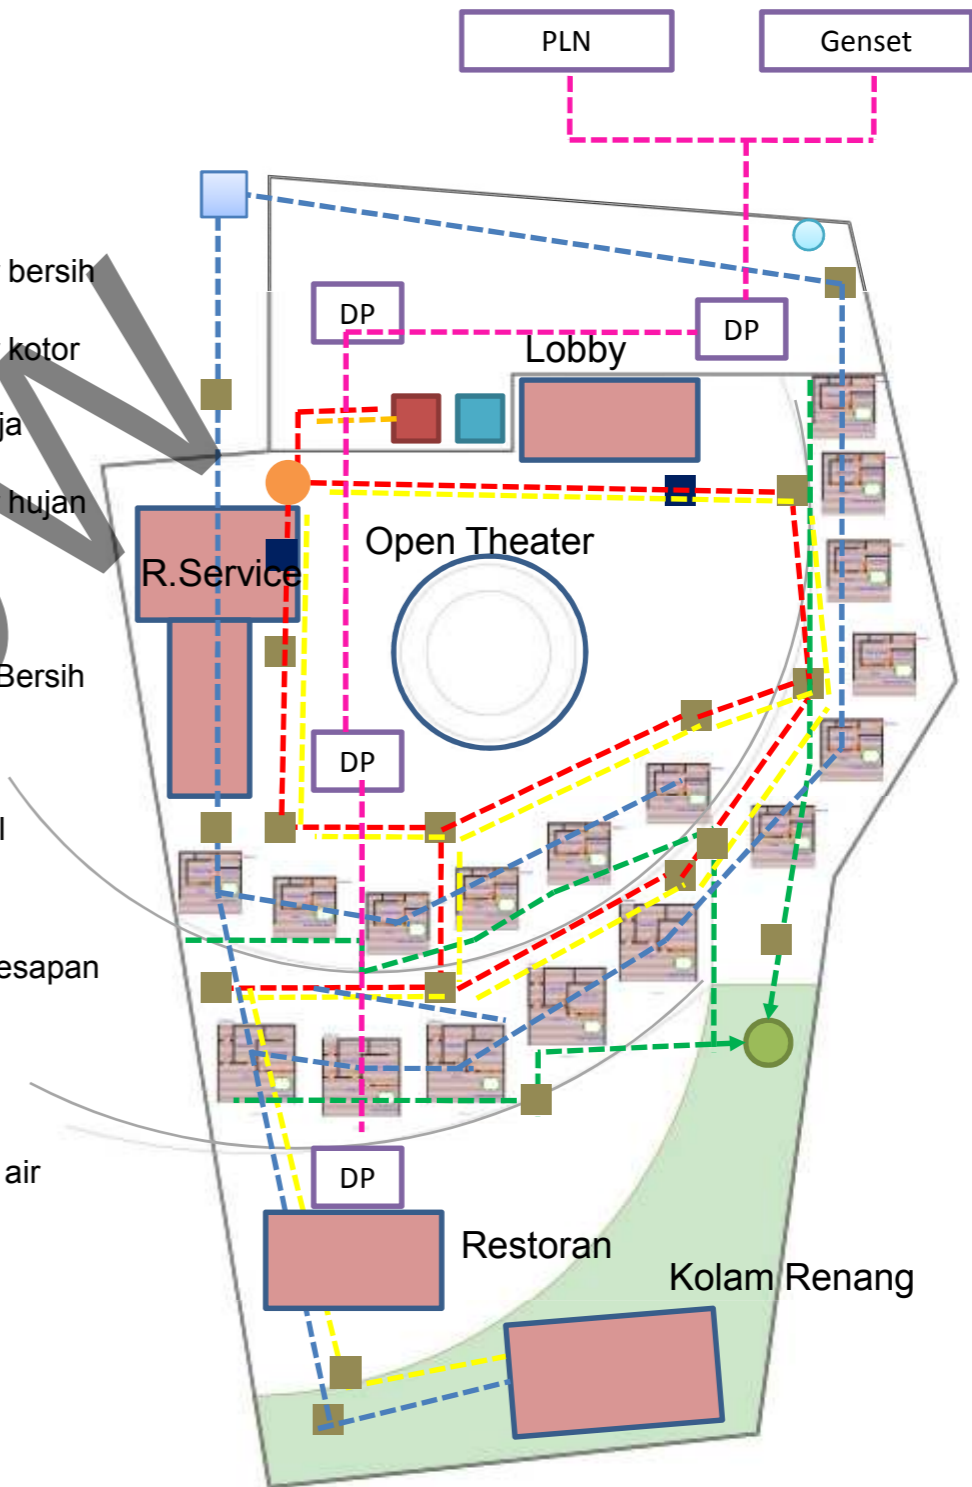 PLN
Genset
bersih
DP
DP
kotor
Lobby
ja
hujan
Open Theater
R.Service
Bersih
DP
l
esapan
air
DP
Restoran
Kolam Renang